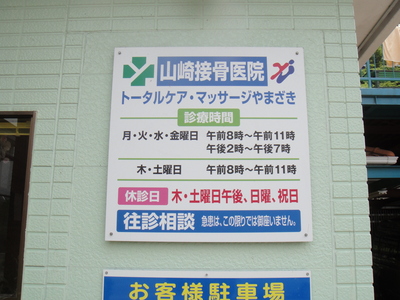 山崎接骨医院
トータルケア・マッサージやまざき
診療時間
月・火・水・金曜日 午前8時～午前11時
午後2時～午後7時
木・土曜日 午前8時～午前11時
休診日 木・土曜日午後、日曜、祝日
往診相談 急患は、この限りでは御座いません。
お客様駐車場